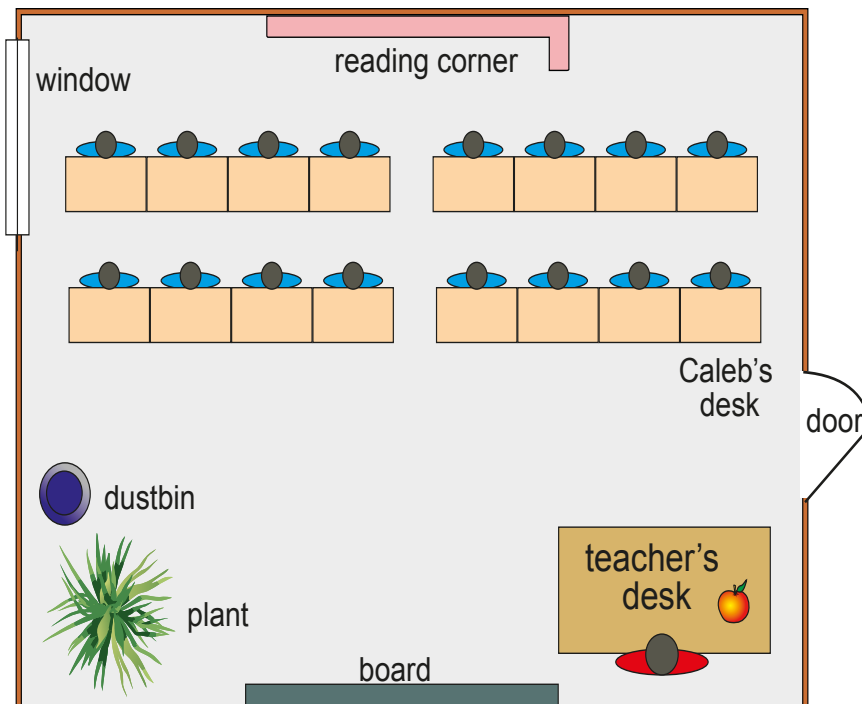 reading corner
window
Caleb's
desk
door
dustbin
teacher's
desk
plant
board